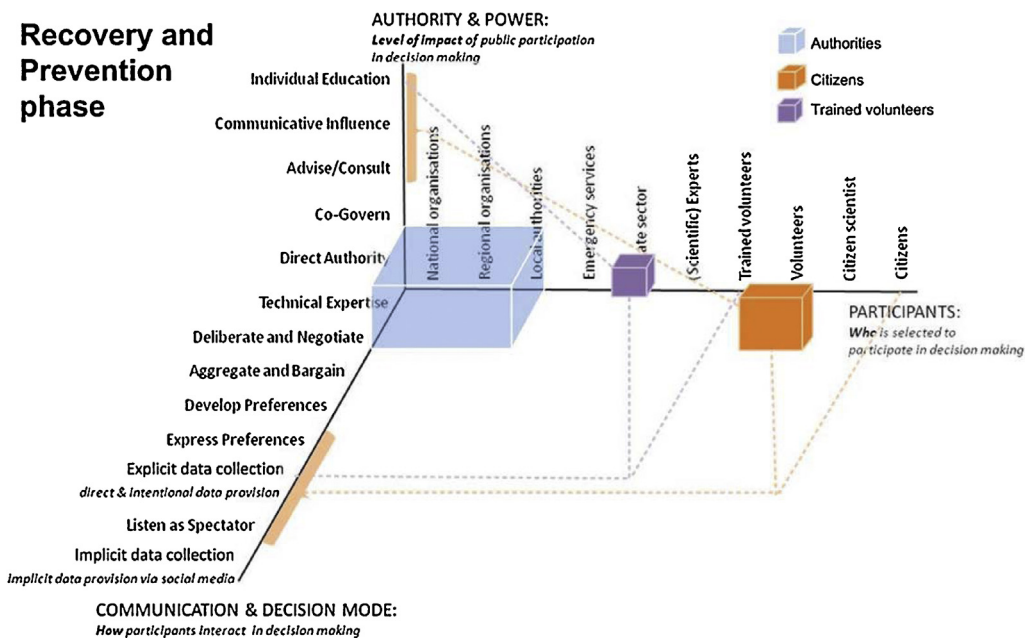 Recovery and
Prevention
phase
AUTHORITY & POWER:
Level of impact of public participation
in decision making
Authorities
Citizens
Trained volunteers
Individual Education
Communicative Influence
Advise/Consult
Co-Govern
Direct Authority
Technical Expertise
Deliberate and Negotiate
Aggregate and Bargain
Develop Preferences
Express Preferences
Explicit data collection
direct & intentional data provision
Listen as Spectator
Implicit data collection
implicit data provision via social media
COMMUNICATION & DECISION MODE:
How participants interact in decision making
National organisations
Regional organisations
Local authorities
Emergency services
ate sector
(Scientific) Experts
Trained volunteers
Volunteers
Citizen scientist
Citizens
PARTICIPANTS:
Who is selected to
participate in decision making